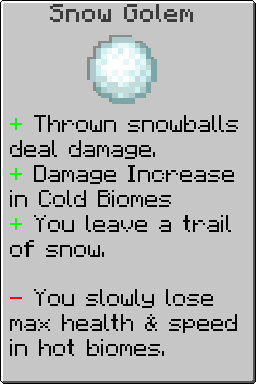 Snow Golem
+ Thrown snowballs
deal damage.
+ Damage Increase
in Cold Biomes
+ You leave a trail
of snow.
- You slowly lose
max health & speed
in hot biomes.